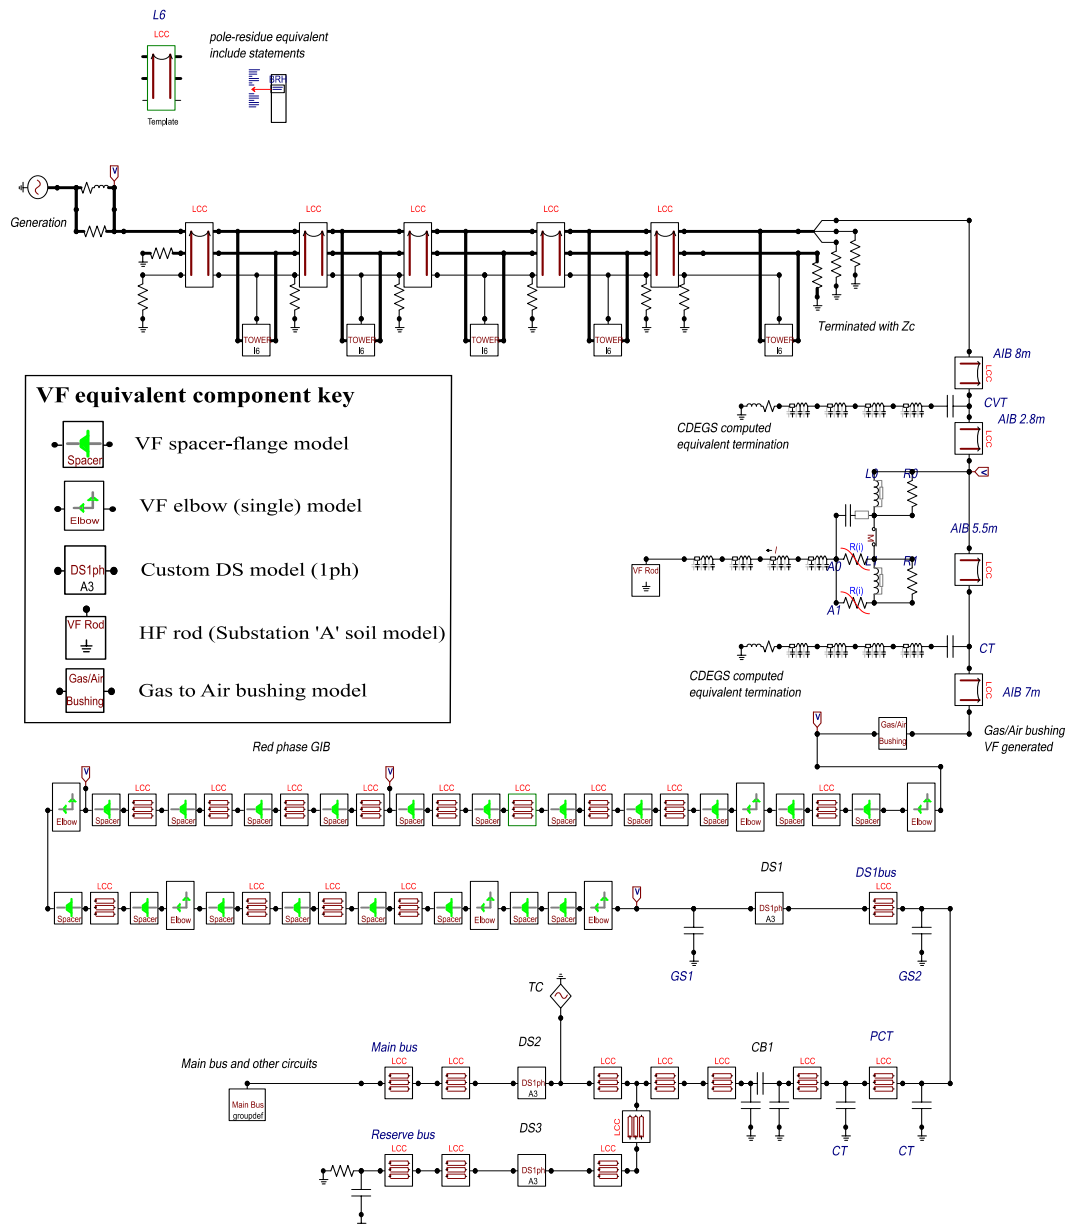 L6
LCC
pole-residue equivalent
include statements
BRH
Template
V
Generation
LCC
LCC
LCC
LCC
LCC
TOWER
I6
TOWER
I6
TOWER
I6
TOWER
I6
TOWER
I6
Terminated with Zc
AIB 8m
LCC
CVT
AIB 2.8m
LCC
CDEGS computed
equivalent termination
V
L0
R0
AIB 5.5m
LCC
M
R(i)
A0
R1
VF Rod
I
R(i)
A1
CT
CDEGS computed
equivalent termination
LCC
AIB 7m
VF equivalent component key
Spacer
VF spacer-flange model
Elbow
VF elbow (single) model
DS1ph
A3
Custom DS model (1ph)
VF Rod
HF rod (Substation 'A' soil model)
Gas/Air
Bushing
Gas to Air bushing model
V
Gas/Air
Bushing
Gas/Air bushing
VF generated
Red phase GIB
V
V
LCC
LCC
LCC
LCC
LCC
LCC
LCC
LCC
Elbow
Spacer
Spacer
Spacer
Spacer
Spacer
Spacer
Spacer
Spacer
Spacer
Elbow
Spacer
Spacer
Elbow
LCC
LCC
LCC
LCC
V
DS1
DS1bus
LCC
Spacer
Spacer
Elbow
Spacer
Spacer
Spacer
Spacer
Elbow
Spacer
Spacer
Elbow
DS1ph
A3
GS1
GS2
TC
DS2
CB1
PCT
Main bus and other circuits
Main bus
LCC
LCC
LCC
LCC
LCC
LCC
LCC
DS1ph
A3
Main Bus
groupdef
LCC
CT
CT
Reserve bus
DS3
LCC
LCC
LCC
DS1ph
A3